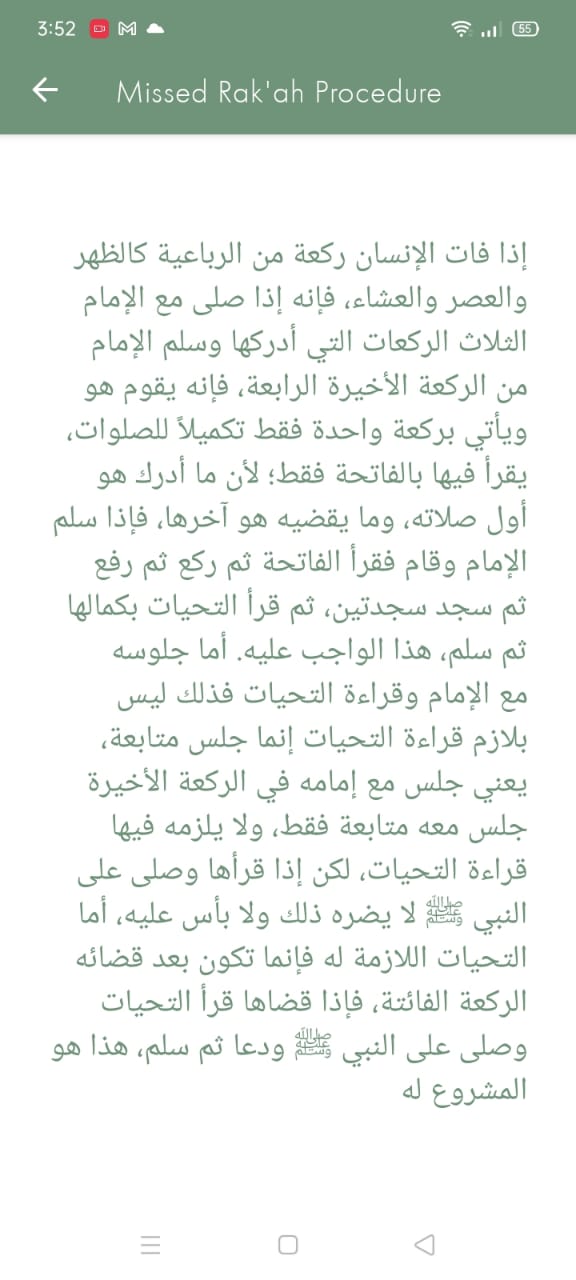 3:52
55
Missed Rak'ah Procedure
إذا فات الإنسان ركعة من الرباعية كالظهر
والعصر والعشاء، فإنه إذا صلى مع الإمام
الثلاث الركعات التي أدركها وسلم الإمام
من الركعة الأخيرة الرابعة، فإنه يقوم هو
ويأتي بركعة واحدة فقط تكميلاً للصلوات،
يقرأ فيها بالفاتحة فقط؛ لأن ما أدرك هو
أول صلاته، وما يقضيه هو آخرها، فإذا سلم
الإمام وقام فقرأ الفاتحة ثم ركع ثم رفع
ثم سجد سجدتين، ثم قرأ التحيات بكمالها
ثم سلم، هذا الواجب عليه. أما جلوسه
مع الإمام وقراءة التحيات فذلك ليس
بلازم قراءة التحيات إنما جلس متابعة،
يعني جلس مع إمامه في الركعة الأخيرة
جلس معه متابعة فقط، ولا يلزمه فيها
قراءة التحيات، لكن إذا قرأها وصلى على
النبي ﷺ لا يضره ذلك ولا بأس عليه، أما
التحيات اللازمة له فإنما تكون بعد قضائه
الركعة الفائتة، فإذا قضاها قرأ التحيات
وصلى على النبي ﷺ ودعا ثم سلم، هذا هو
المشروع له